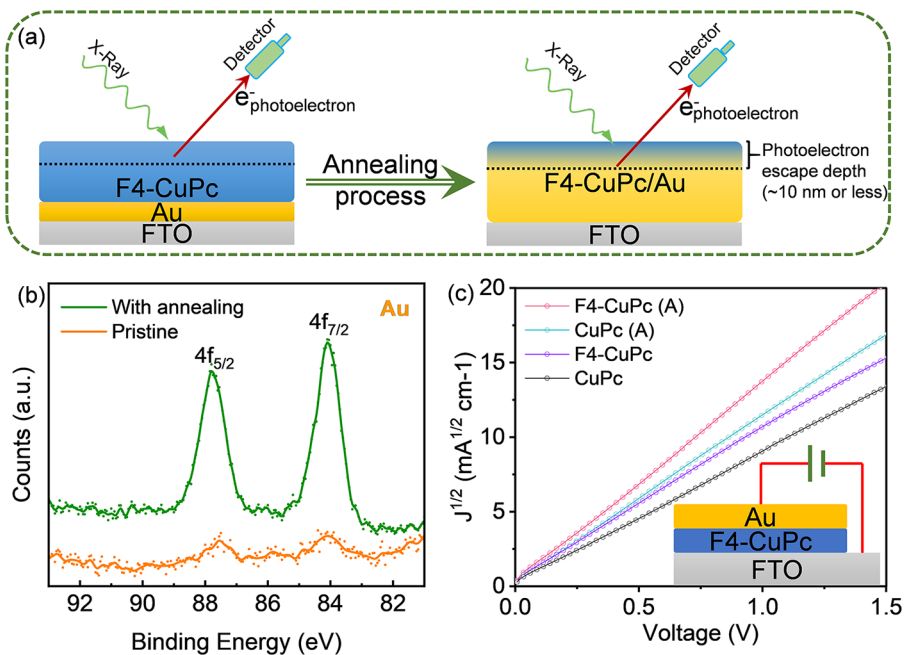 (a)
X-Ray
Detector
e⁻photoelectron
F4-CuPc
Au
FTO
Annealing
process
X-Ray
Detector
e⁻photoelectron
F4-CuPc/Au
FTO
Photoelectron
escape depth
(~10 nm or less)
(b)
With annealing
Pristine
Au
4f5/2
4f7/2
Counts (a.u.)
92 90 88 86 84 82
Binding Energy (eV)
(c)
F4-CuPc (A)
CuPc (A)
F4-CuPc
CuPc
20
15
10
5
0
J^1/2 (mA^1/2 cm-1)
Au
F4-CuPc
FTO
0.0 0.5 1.0 1.5
Voltage (V)